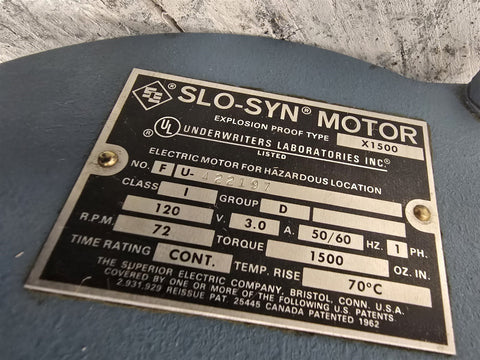 SE ® SLO-SYN® MOTOR
EXPLOSION PROOF TYPE X1500
® UL UNDERWRITERS LABORATORIES INC®
LISTED
ELECTRIC MOTOR FOR HAZARDOUS LOCATION
NO. F U-422197
CLASS I GROUP D
120 V. 3.0 A. 50/60 HZ. 1 PH.
R.P.M. 72 TORQUE 1500 OZ. IN.
TIME RATING CONT. TEMP. RISE 70°C
THE SUPERIOR ELECTRIC COMPANY, BRISTOL, CONN. U.S.A.
COVERED BY ONE OR MORE OF THE FOLLOWING U.S. PATENTS
2,931,929 REISSUE PAT. 25445 CANADA PATENTED 1962